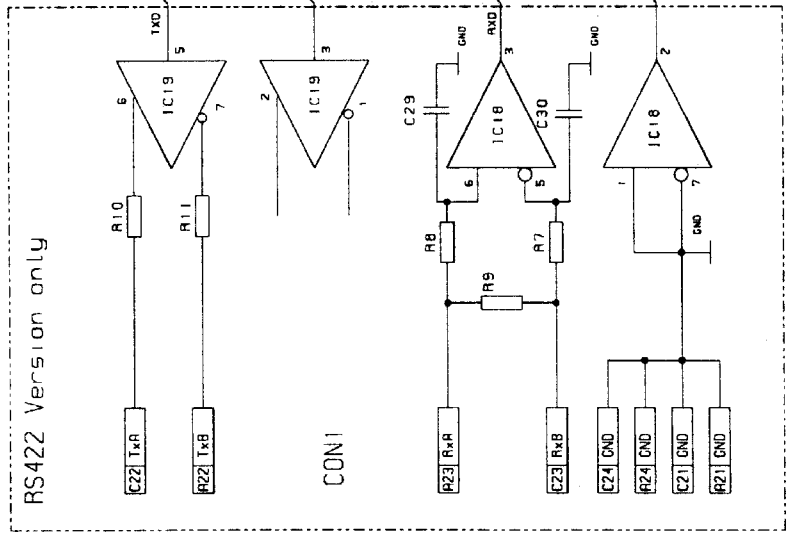 TXD
5
3
RXD
3
2
GND
GND
IC19
6
7
IC19
2
1
C29
IC18
6
5
C30
IC18
1
7
GND
R10
R11
R8
R7
R9
RS422 Version only
CON1
C22 TxA
A22 TxB
A23 RxA
C23 RxB
C24 GND
A24 GND
C21 GND
A21 GND